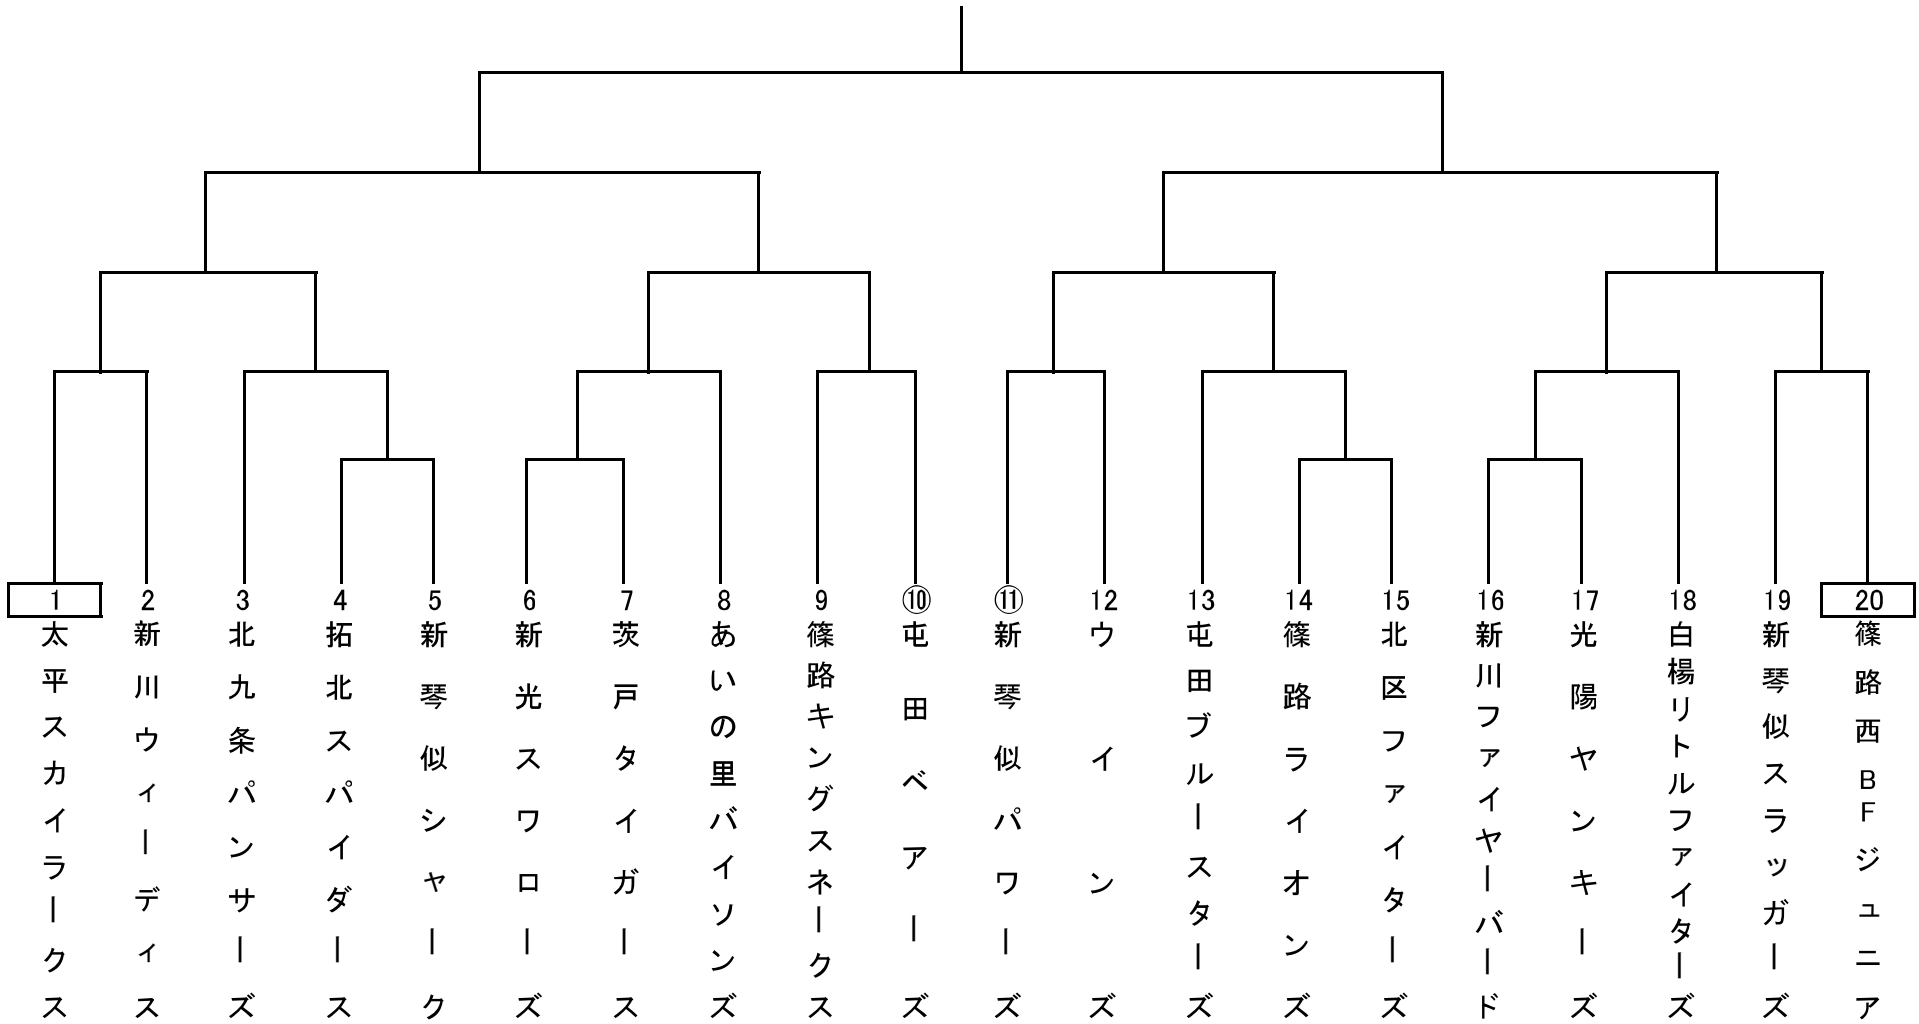 1 太平スカイラークス
2 新川ウィーディス
3 北九条パンサーズ
4 拓北スパイダース
5 新琴似シャーク
6 新光スワローズ
7 茨戸タイガース
8 あいの里バイソンズ
9 篠路キングスネークス
⑩ 屯田ベアーズ
⑪ 新琴似パワーズ
12 ウインズ
13 屯田ブルースターズ
14 篠路ライオンズ
15 北区ファイターズ
16 新川ファイヤーバード
17 光陽ヤンキーズ
18 白楊リトルファイターズ
19 新琴似スラッガーズ
20 篠路西BFジュニア